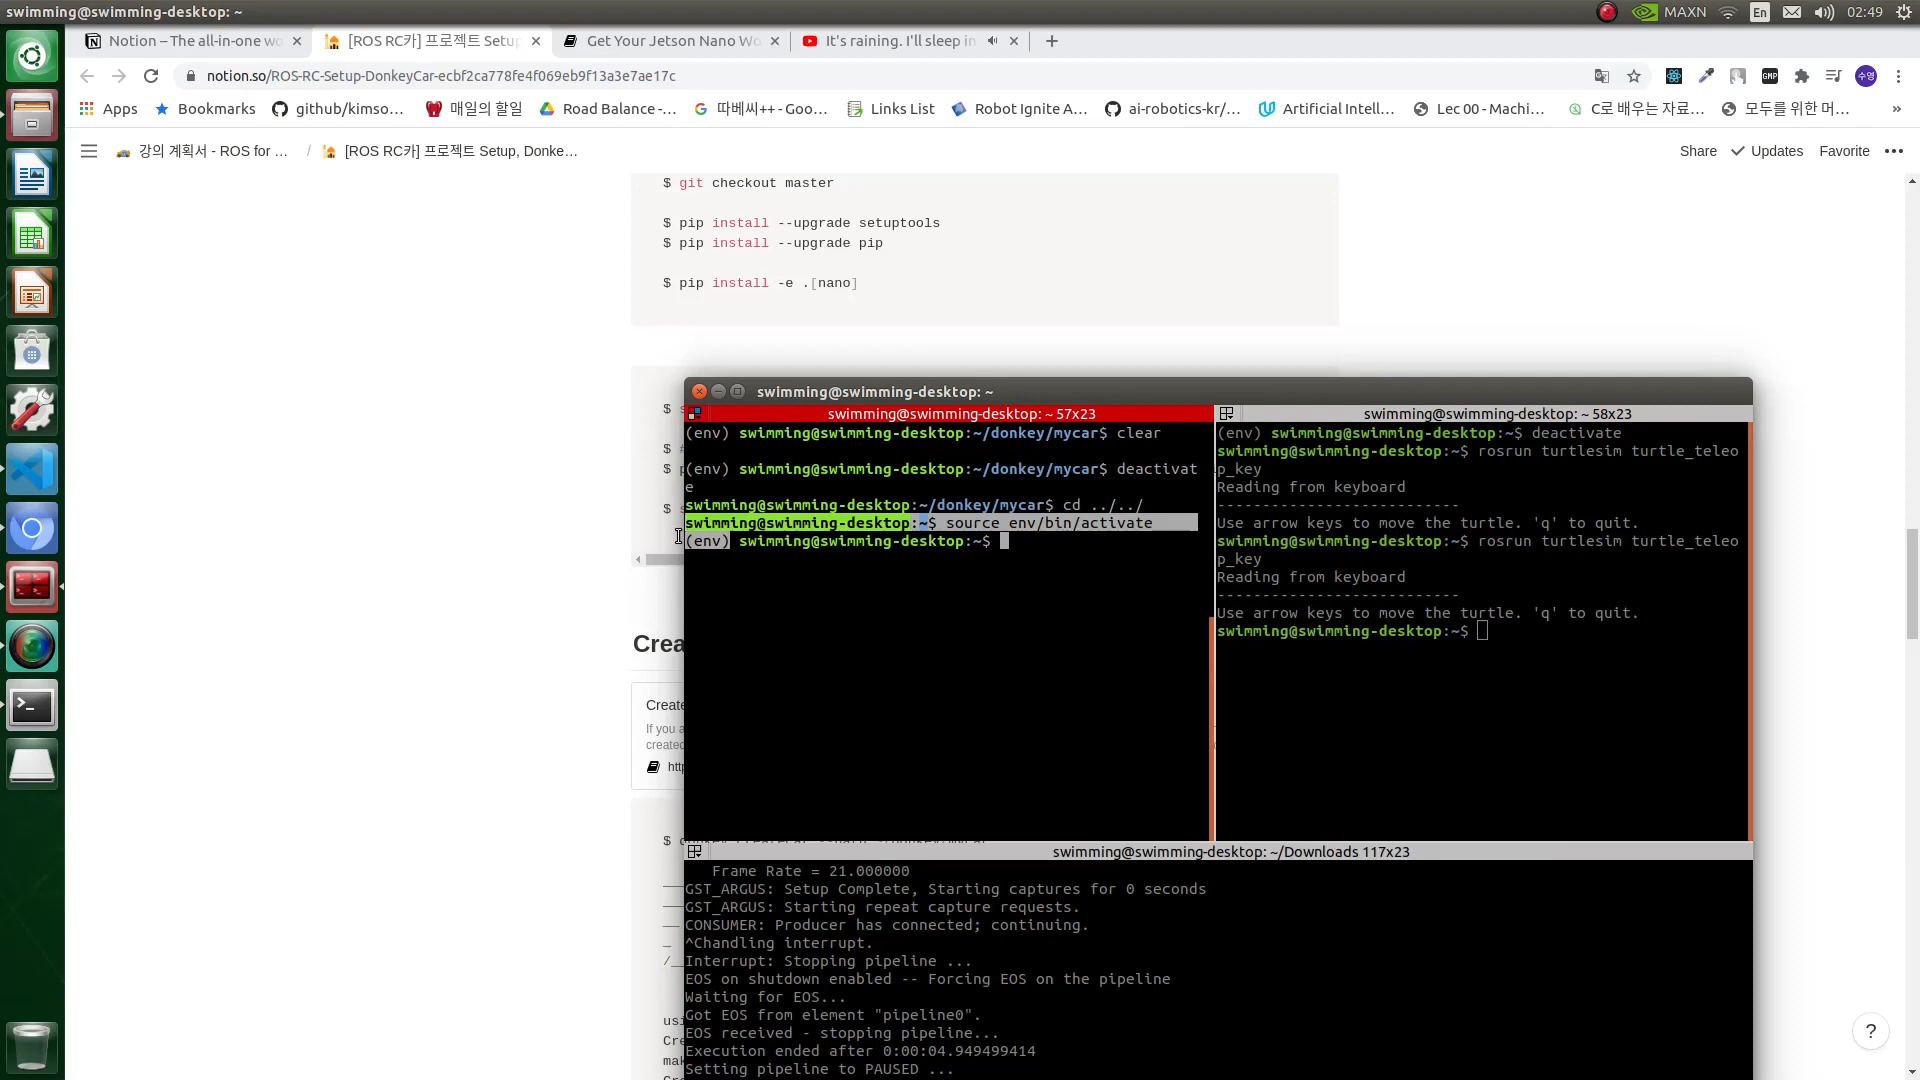 swimming@swimming-desktop: ~
MAXN
En
02:49
Notion – The all-in-one wo
[ROS RC카] 프로젝트 Setup
Get Your Jetson Nano Wo
It's raining. I'll sleep in
notion.so/ROS-RC-Setup-DonkeyCar-ecbf2ca778fe4f069eb9f13a3e7ae17c
GMP
수영
Apps
Bookmarks
github/kimso...
매일의 할일
Road Balance -...
따베씨++ - Goo...
Links List
Robot Ignite A...
ai-robotics-kr/...
Artificial Intell...
Lec 00 - Machi...
C로 배우는 자료...
모두를 위한 머...
»
강의 계획서 - ROS for ...
/
[ROS RC카] 프로젝트 Setup, Donke...
Share
Updates
Favorite
$ git checkout master
$ pip install --upgrade setuptools
$ pip install --upgrade pip
$ pip install -e .[nano]
swimming@swimming-desktop: ~
swimming@swimming-desktop: ~ 57x23
(env) swimming@swimming-desktop:~/donkey/mycar$ clear
(env) swimming@swimming-desktop:~/donkey/mycar$ deactivat
e
swimming@swimming-desktop:~/donkey/mycar$ cd ../../
swimming@swimming-desktop:~$ source env/bin/activate
(env) swimming@swimming-desktop:~$
swimming@swimming-desktop: ~ 58x23
(env) swimming@swimming-desktop:~$ deactivate
swimming@swimming-desktop:~$ rosrun turtlesim turtle_teleo
p_key
Reading from keyboard
---------------------------
Use arrow keys to move the turtle. 'q' to quit.
swimming@swimming-desktop:~$ rosrun turtlesim turtle_teleo
p_key
Reading from keyboard
---------------------------
Use arrow keys to move the turtle. 'q' to quit.
swimming@swimming-desktop:~$
$ s
$ #
$ p
$ s
Crea
Create
If you a
created
http
$
usi
Cre
mak
swimming@swimming-desktop: ~/Downloads 117x23
Frame Rate = 21.000000
GST_ARGUS: Setup Complete, Starting captures for 0 seconds
GST_ARGUS: Starting repeat capture requests.
CONSUMER: Producer has connected; continuing.
^Chandling interrupt.
Interrupt: Stopping pipeline ...
EOS on shutdown enabled -- Forcing EOS on the pipeline
Waiting for EOS...
Got EOS from element "pipeline0".
EOS received - stopping pipeline...
Execution ended after 0:00:04.949499414
Setting pipeline to PAUSED ...
?